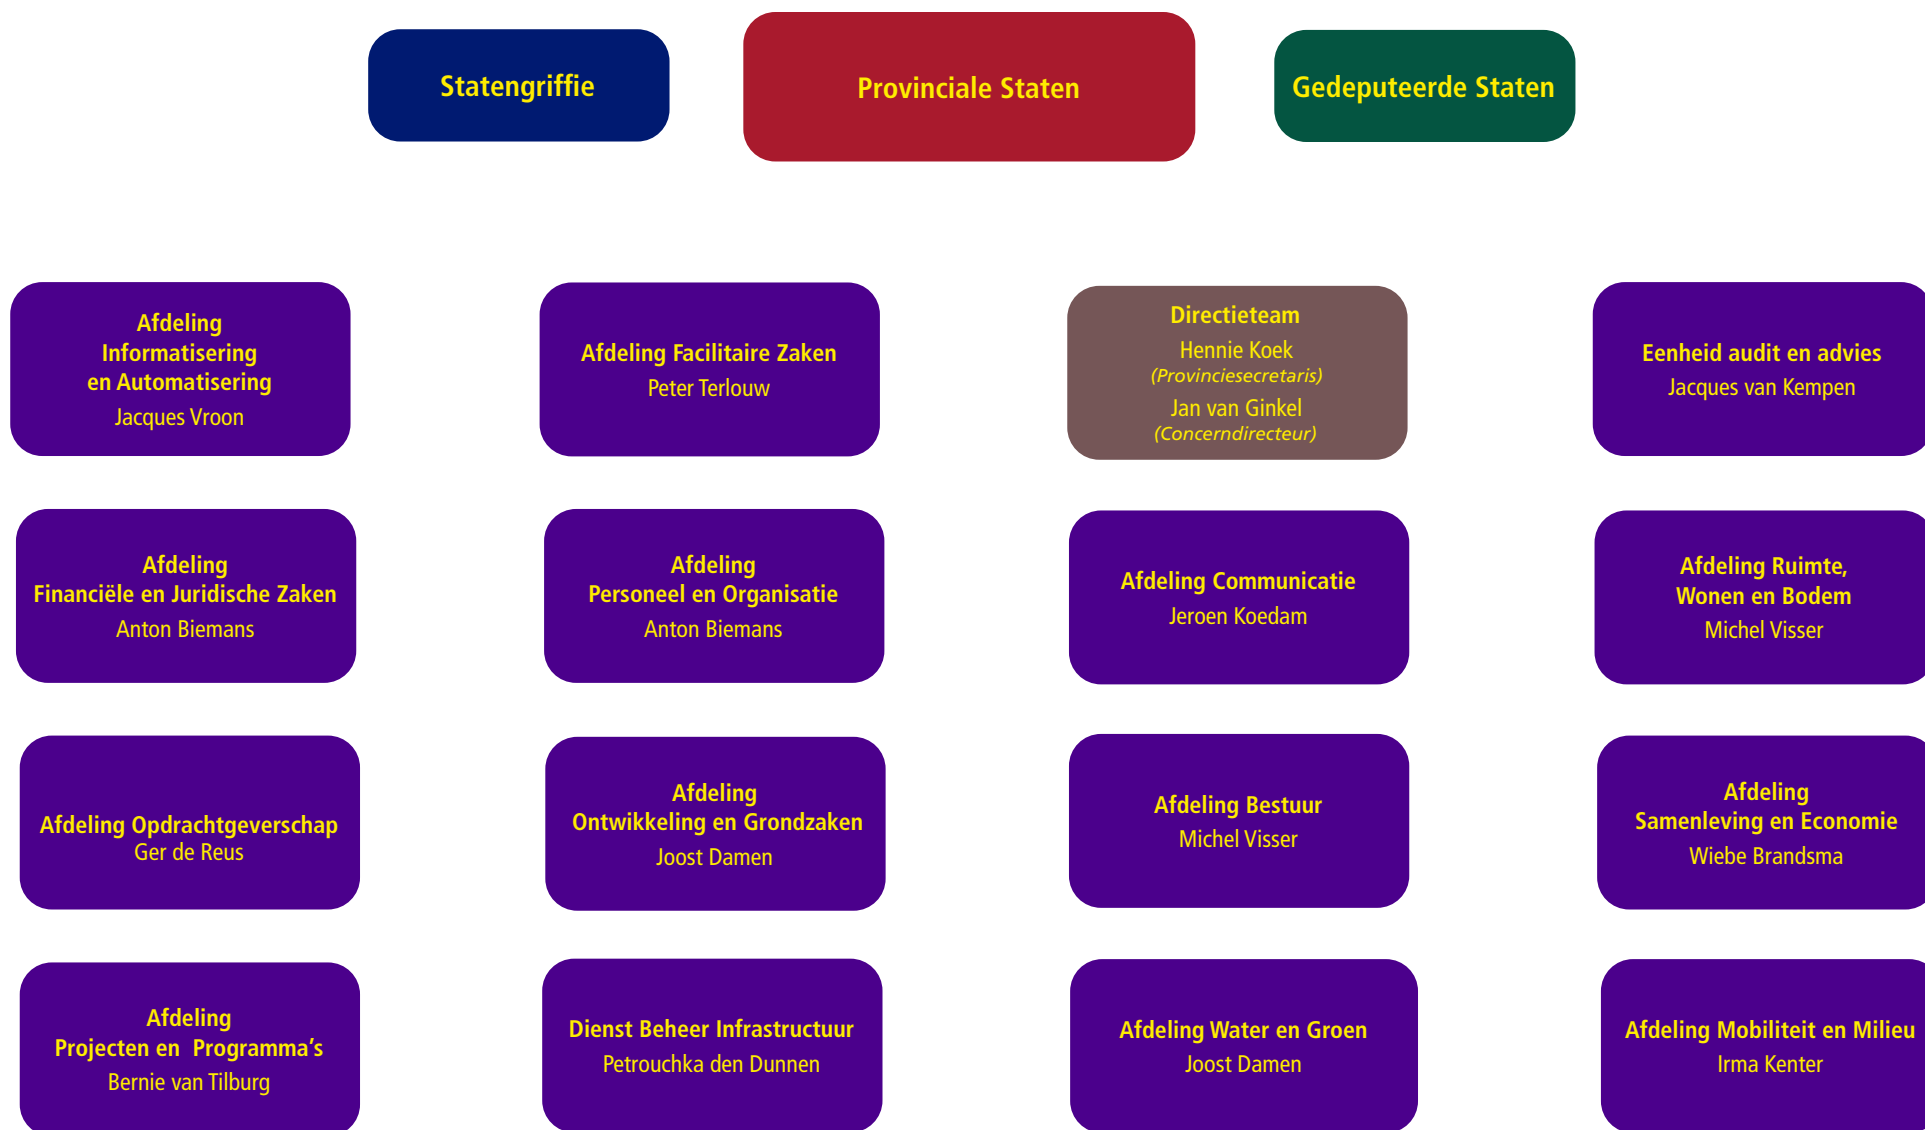 Statengriffie
Provinciale Staten
Gedeputeerde Staten
Afdeling
Informatisering
en Automatisering
Jacques Vroon
Afdeling Facilitaire Zaken
Peter Terlouw
Directieteam
Hennie Koek
(Provinciesecretaris)
Jan van Ginkel
(Concerndirecteur)
Eenheid audit en advies
Jacques van Kempen
Afdeling
Financiële en Juridische Zaken
Anton Biemans
Afdeling
Personeel en Organisatie
Anton Biemans
Afdeling Communicatie
Jeroen Koedam
Afdeling Ruimte,
Wonen en Bodem
Michel Visser
Afdeling Opdrachtgeverschap
Ger de Reus
Afdeling
Ontwikkeling en Grondzaken
Joost Damen
Afdeling Bestuur
Michel Visser
Afdeling
Samenleving en Economie
Wiebe Brandsma
Afdeling
Projecten en Programma’s
Bernie van Tilburg
Dienst Beheer Infrastructuur
Petrouchka den Dunnen
Afdeling Water en Groen
Joost Damen
Afdeling Mobiliteit en Milieu
Irma Kenter